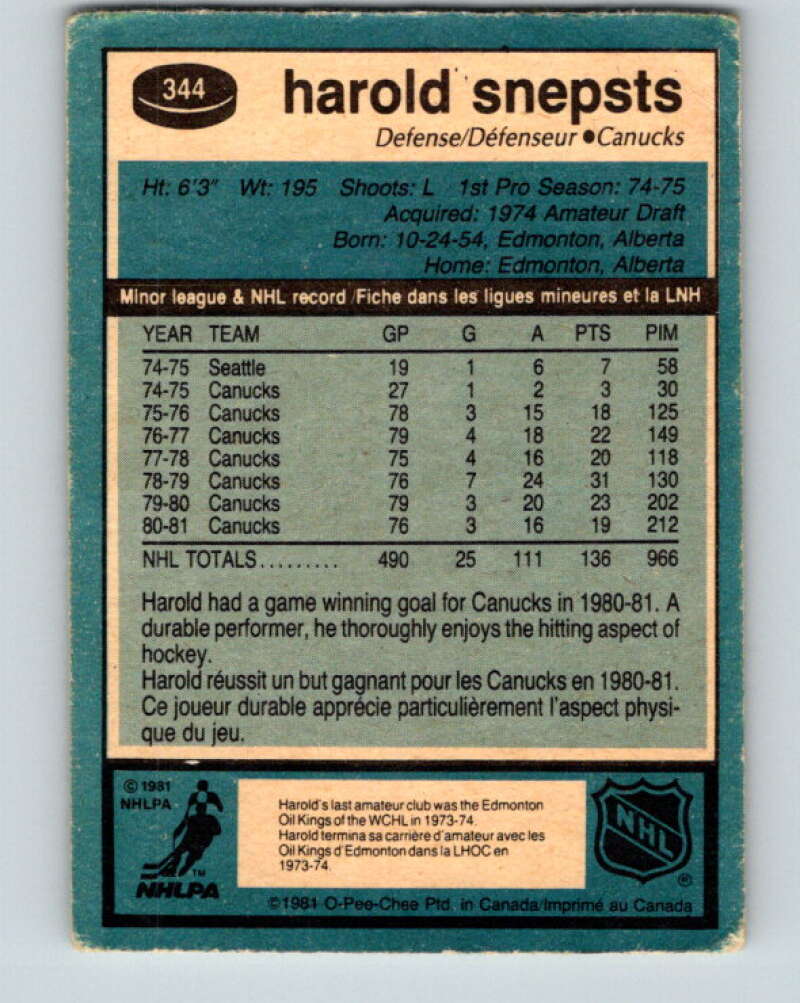 344
harold snepsts
Defense/Défenseur ●Canucks
Ht: 6'3" Wt: 195 Shoots: L 1st Pro Season: 74-75
Acquired: 1974 Amateur Draft
Born: 10-24-54, Edmonton, Alberta
Home: Edmonton, Alberta
Minor league & NHL record/Fiche dans les ligues mineures et la LNH
YEAR TEAM GP G A PTS PIM
74-75 Seattle 19 1 6 7 58
74-75 Canucks 27 1 2 3 30
75-76 Canucks 78 3 15 18 125
76-77 Canucks 79 4 18 22 149
77-78 Canucks 75 4 16 20 118
78-79 Canucks 76 7 24 31 130
79-80 Canucks 79 3 20 23 202
80-81 Canucks 76 3 16 19 212
NHL TOTALS......... 490 25 111 136 966
Harold had a game winning goal for Canucks in 1980-81. A
durable performer, he thoroughly enjoys the hitting aspect of
hockey.
Harold réussit un but gagnant pour les Canucks en 1980-81.
Ce joueur durable apprécie particulièrement l'aspect physi-
que du jeu.
© 1981
NHLPA
TM
NHLPA
Harold's last amateur club was the Edmonton
Oil Kings of the WCHL in 1973-74.
Harold termina sa carrière d'amateur avec les
Oil Kings d'Edmonton dans la LHOC en
1973-74.
NHL
®
©1981 O-Pee-Chee Ptd. in Canada/Imprimé au Canada